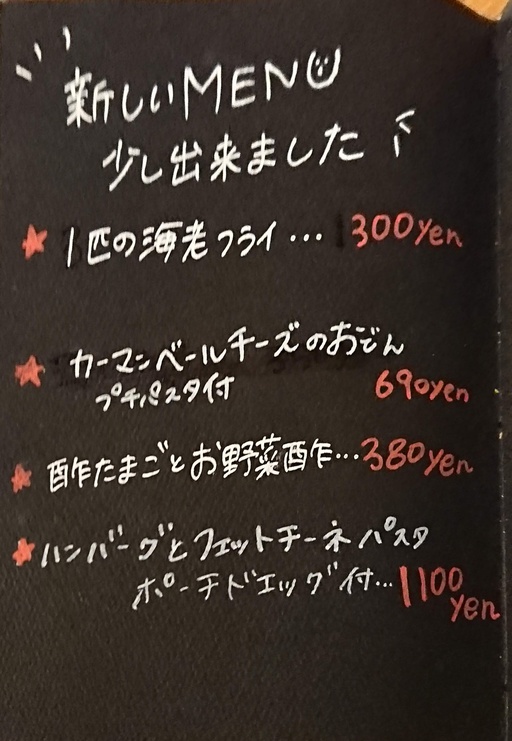 新しいMENU
少し出来ました
★ 1匹の海老フライ… 300yen
★ カーマンベールチーズのおでん
プチパスタ付 690yen
★ 酢たまごとお野菜酢…380yen
★ ハンバーグとフェットチーネパスタ
ポーチドエッグ付…1100
yen